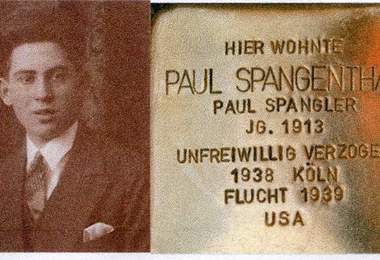 HIER WOHNTE
PAUL SPANGENTHA
PAUL SPANGLER
JG. 1913
UNFREIWILLIG VERZOGE
1938 KÖLN
FLUCHT 1939
USA